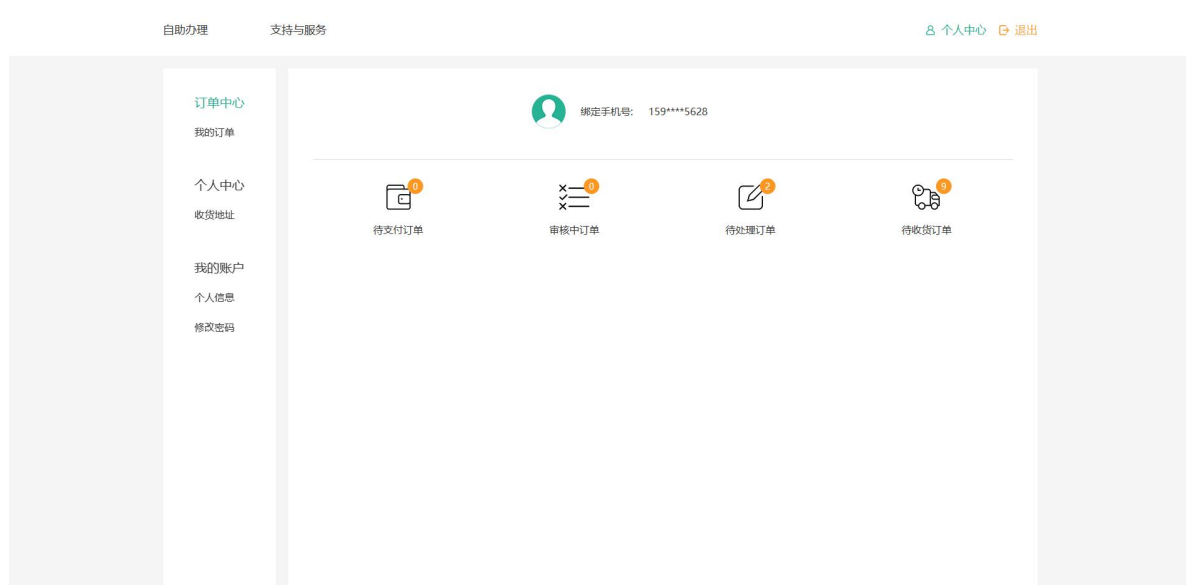 自助办理 支持与服务 个人中心 退出
订单中心
我的订单
个人中心
收货地址
我的账户
个人信息
修改密码
绑定手机号: 159****5628
0 0 2 9
待支付订单 审核中订单 待处理订单 待收货订单